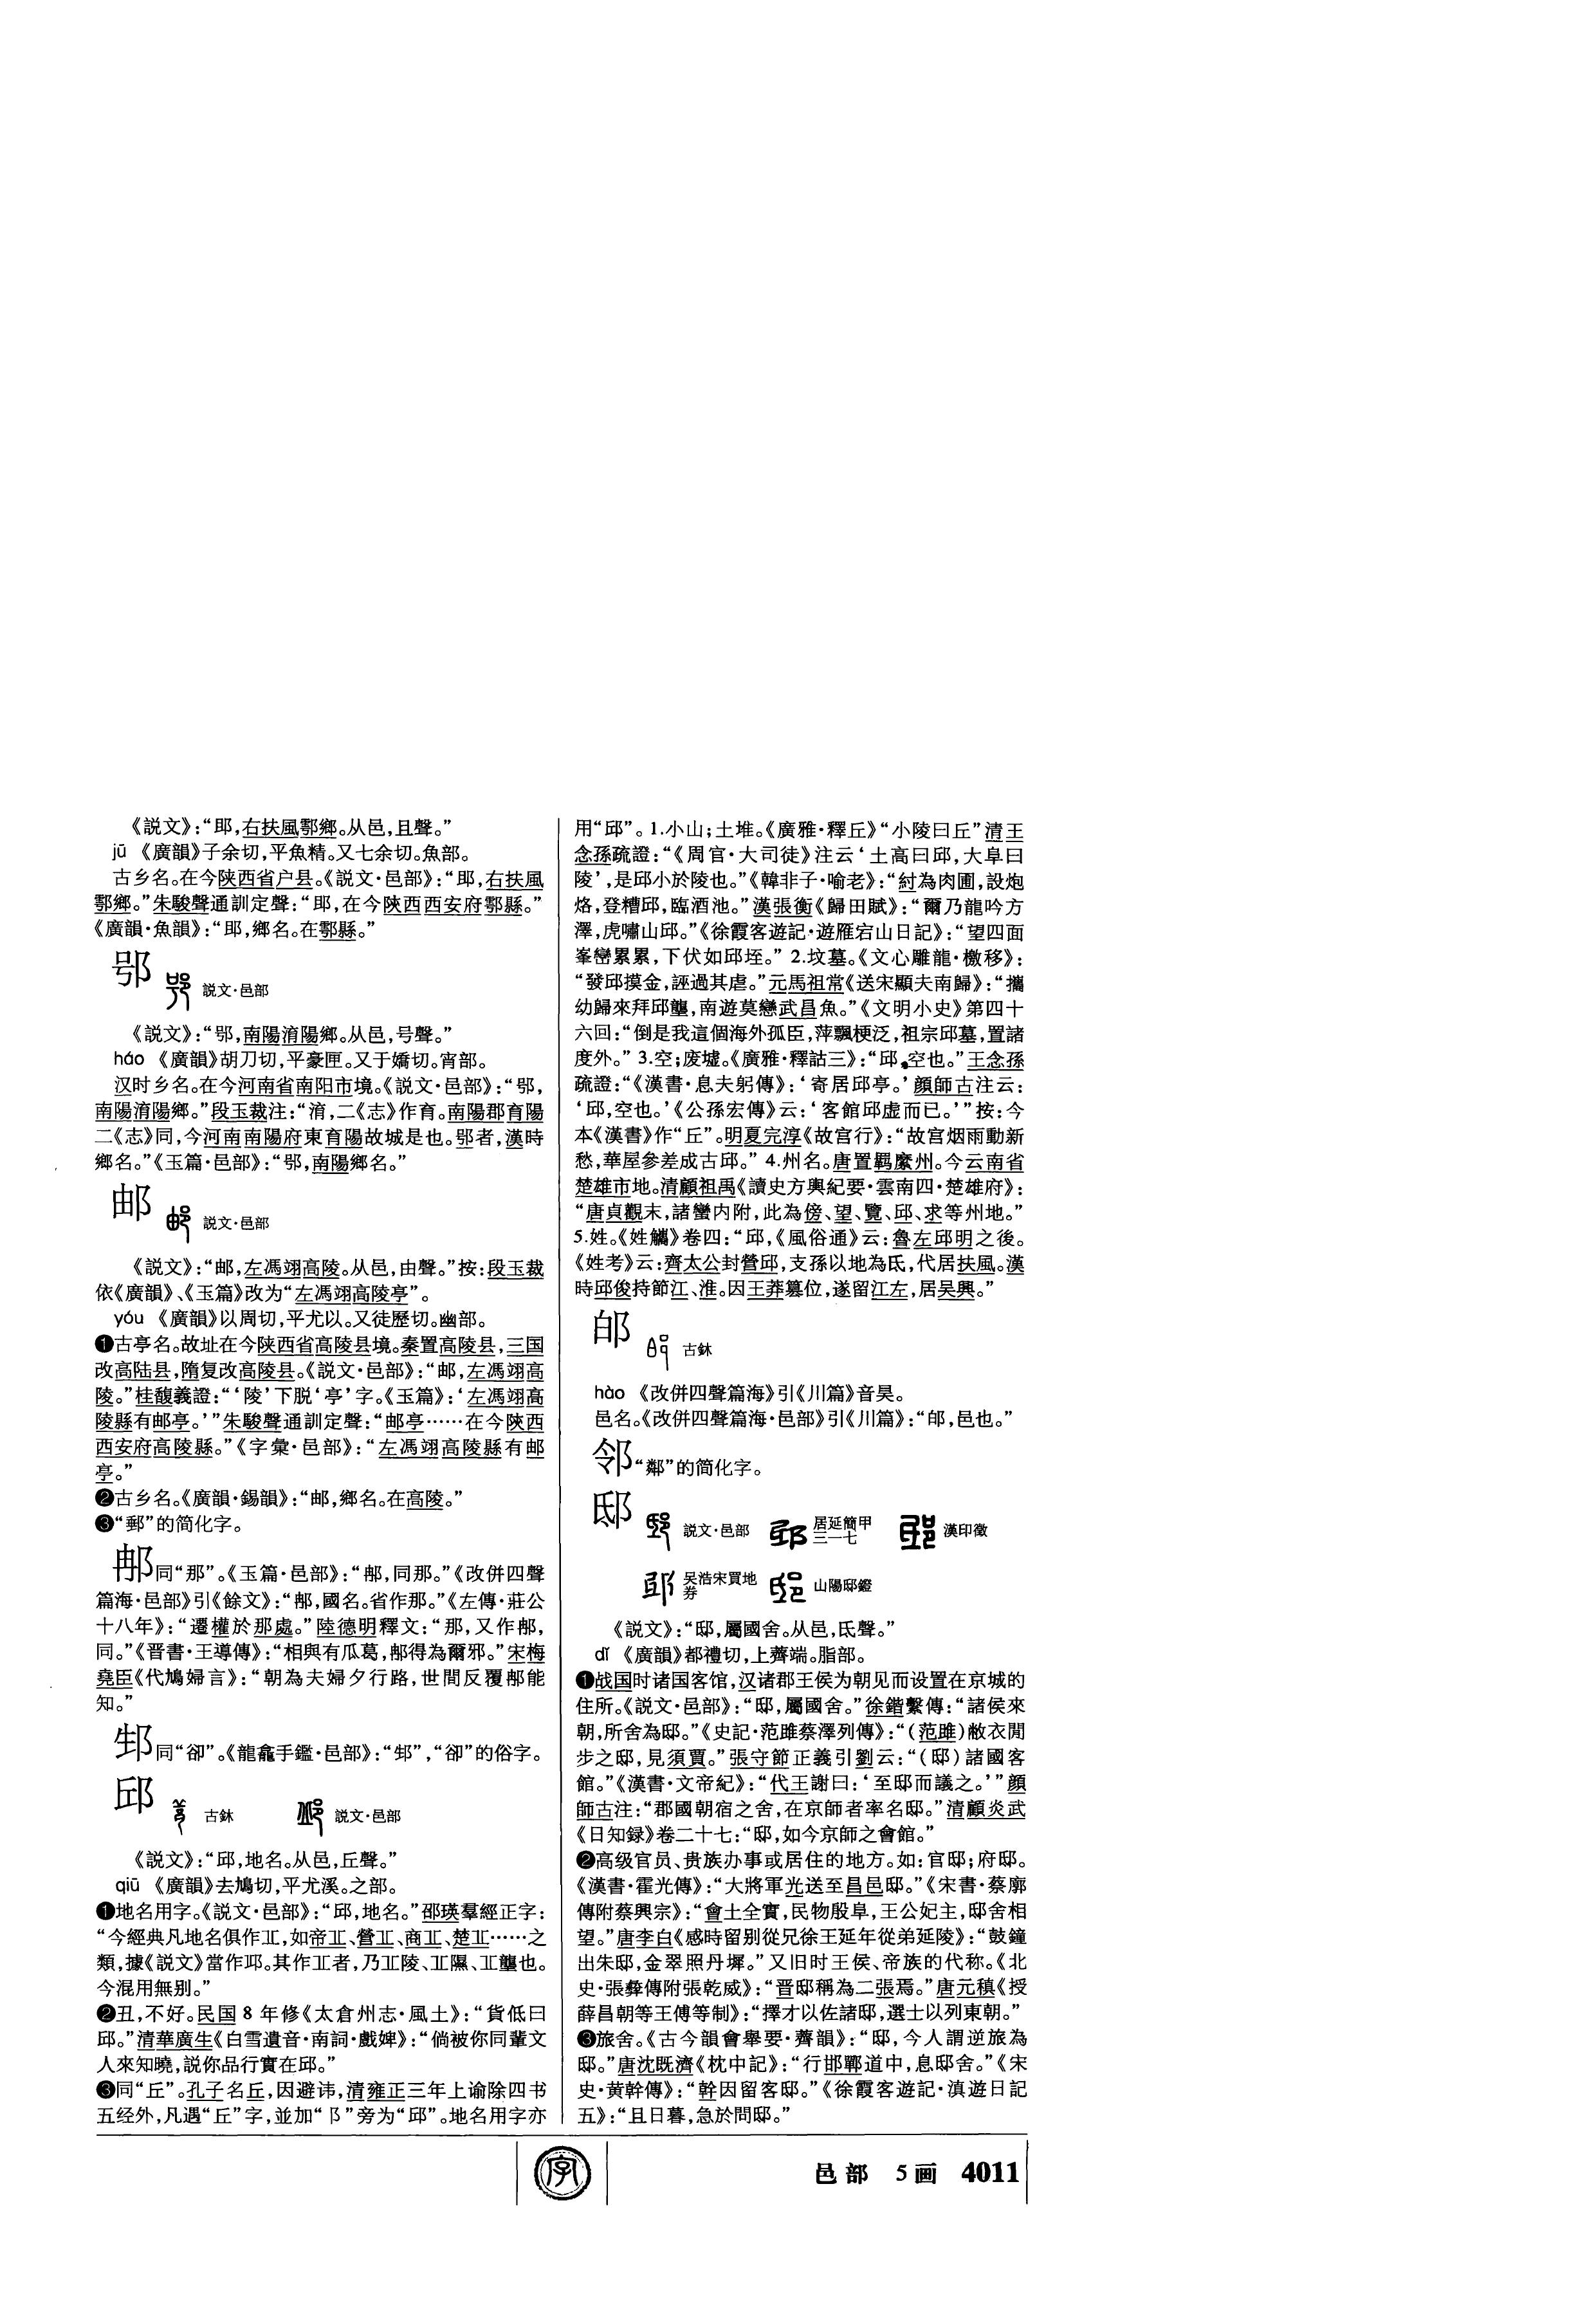 《説文》：“䢸，右扶風鄠鄉。从邑，且聲。”
jū 《廣韻》子余切，平魚精。又七余切。魚部。
古乡名。在今陕西省户县。《説文·邑部》：“䢸，右扶風
鄠鄉。”朱駿聲通訓定聲：“䢸，在今陝西西安府鄠縣。”
《廣韻·魚韻》：“䢸，鄉名。在鄠縣。”
説文·邑部
《説文》：“郻，南陽淯陽鄉。从邑，号聲。”
háo 《廣韻》胡刀切，平豪匣。又于嬌切。宵部。
汉时乡名。在今河南省南阳市境。《説文·邑部》：“
南陽淯陽鄉。”段玉裁注：“淯，二《志》作育。南陽郡育陽
二《志》同，今河南南陽府東育陽故城是也。者，漢時
鄉名。”《玉篇·邑部》：“，南陽鄉名。”
邮 説文·邑部
《説文》：“邮，左馮翊高陵。从邑，由聲。”按：段玉裁
依《廣韻》、《玉篇》改为“左馮翊高陵亭”。
yóu 《廣韻》以周切，平尤以。又徒歷切。幽部。
❶古亭名。故址在今陕西省高陵县境。秦置高陵县，三国
改高陆县，隋复改高陵县。《説文·邑部》：“邮，左馮翊高
陵。”桂馥義證：“‘陵’下脱‘亭’字。《玉篇》：‘左馮翊高
陵縣有邮亭。’”朱駿聲通訓定聲：“邮亭……在今陝西
西安府高陵縣。”《字彙·邑部》：“左馮翊高陵縣有邮
亭。”
❷古乡名。《廣韻·錫韻》：“邮，鄉名。在高陵。”
❸“郵”的简化字。
同“那”。《玉篇·邑部》：“䢼，同那。”《改併四聲
篇海·邑部》引《餘文》：“䢼，國名。省作那。”《左傳·莊公
十八年》：“遷權於那處。”陸德明釋文：“那，又作䢼，
同。”《晋書·王導傳》：“相與有瓜葛，䢼得為爾邪。”宋梅
堯臣《代鳩婦言》：“朝為夫婦夕行路，世間反覆䢼能
知。”
同“卻”。《龍龕手鑑·邑部》：“”，“卻”的俗字。
邱 古鉨 説文·邑部
《説文》：“邱，地名。从邑，丘聲。”
qiū 《廣韻》去鳩切，平尤溪。之部。
❶地名用字。《説文·邑部》：“邱，地名。”邵瑛羣經正字：
“今經典凡地名俱作㐀，如帝㐀、營㐀、商㐀、楚㐀……之
類，據《説文》當作邱。其作㐀者，乃㐀陵、㐀隰、㐀壟也。
今混用無别。”
❷丑，不好。民国 8 年修《太倉州志·風土》：“貨低曰
邱。”清華廣生《白雪遺音·南詞·戲婢》：“倘被你同輩文
人來知曉，説你品行實在邱。”
❸同“丘”。孔子名丘，因避讳，清雍正三年上谕除四书
五经外，凡遇“丘”字，並加“阝”旁为“邱”。地名用字亦
用“邱”。1.小山；土堆。《廣雅·釋丘》“小陵曰丘”清王
念孫疏證：“《周官·大司徒》注云‘土高曰邱，大阜曰
陵’，是邱小於陵也。”《韓非子·喻老》：“紂為肉圃，設炮
烙，登糟邱，臨酒池。”漢張衡《歸田賦》：“爾乃龍吟方
澤，虎嘯山邱。”《徐霞客遊記·遊雁宕山日記》：“望四面
峯巒累累，下伏如邱垤。” 2.坟墓。《文心雕龍·檄移》：
“發邱摸金，誣過其虐。”元馬祖常《送宋顯夫南歸》：“攜
幼歸來拜邱壟，南遊莫戀武昌魚。”《文明小史》第四十
六回：“倒是我這個海外孤臣，萍飄梗泛，祖宗邱墓，置諸
度外。” 3.空；废墟。《廣雅·釋詁三》：“邱，空也。”王念孫
疏證：“《漢書·息夫躬傳》：‘寄居邱亭。’顔師古注云：
‘邱，空也。’《公孫宏傳》云：‘客館邱虚而已。’”按：今
本《漢書》作“丘”。明夏完淳《故宫行》：“故宫烟雨動新
愁，華屋參差成古邱。” 4.州名。唐置羁縻州。今云南省
楚雄市地。清顧祖禹《讀史方輿紀要·雲南四·楚雄府》：
“唐貞觀末，諸蠻内附，此為傍、望、覽、邱、求等州地。”
5.姓。《姓觿》卷四：“邱，《風俗通》云：魯左邱明之後。
《姓考》云：齊太公封營邱，支孫以地為氏，代居扶風。漢
時邱俊持節江、淮。因王莽篡位，遂留江左，居吴興。”
古鉨
hào 《改併四聲篇海》引《川篇》音昊。
邑名。《改併四聲篇海·邑部》引《川篇》：“，邑也。”
邻“鄰”的简化字。
邸 説文·邑部 居延簡甲三一七 漢印徵
吴浩宋買地券 山陽邸鐙
《説文》：“邸，屬國舍。从邑，氐聲。”
dǐ 《廣韻》都禮切，上薺端。脂部。
❶战国时诸国客馆，汉诸郡王侯为朝见而设置在京城的
住所。《説文·邑部》：“邸，屬國舍。”徐鍇繫傳：“諸侯來
朝，所舍為邸。”《史記·范雎蔡澤列傳》：“（范雎）敝衣閒
步之邸，見須賈。”張守節正義引劉云：“（邸）諸國客
館。”《漢書·文帝紀》：“代王謝曰：‘至邸而議之。’”顔
師古注：“郡國朝宿之舍，在京師者率名邸。”清顧炎武
《日知録》卷二十七：“邸，如今京師之會館。”
❷高级官员、贵族办事或居住的地方。如：官邸；府邸。
《漢書·霍光傳》：“大將軍光送至昌邑邸。”《宋書·蔡廓
傳附蔡興宗》：“會土全實，民物殷阜，王公妃主，邸舍相
望。”唐李白《感時留别從兄徐王延年從弟延陵》：“鼓鐘
出朱邸，金翠照丹墀。”又旧时王侯、帝族的代称。《北
史·張彝傳附張乾威》：“晋邸稱為二張焉。”唐元稹《授
薛昌朝等王傅等制》：“擇才以佐諸邸，選士以列東朝。”
❸旅舍。《古今韻會舉要·薺韻》：“邸，今人謂逆旅為
邸。”唐沈既濟《枕中記》：“行邯鄲道中，息邸舍。”《宋
史·黄幹傳》：“幹因留客邸。”《徐霞客遊記·滇遊日記
五》：“且日暮，急於問邸。”
字
邑部 5画 4011